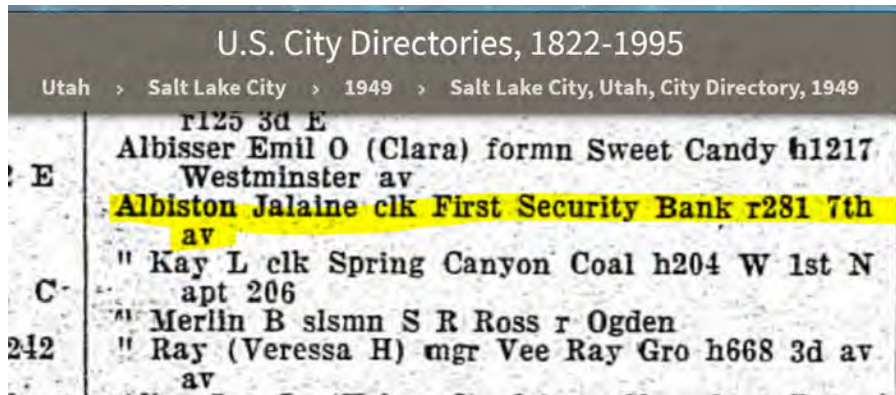 U.S. City Directories, 1822-1995
Utah > Salt Lake City > 1949 > Salt Lake City, Utah, City Directory, 1949
r125 3d E
Albisser Emil O (Clara) formn Sweet Candy h1217
E
Westminster av
Albiston Jalaine clk First Security Bank r281 7th
av
" Kay L clk Spring Canyon Coal h204 W 1st N
C
apt 206
" Merlin B slsmn S R Ross r Ogden
242
" Ray (Veressa H) mgr Vee Ray Gro h668 3d av
av